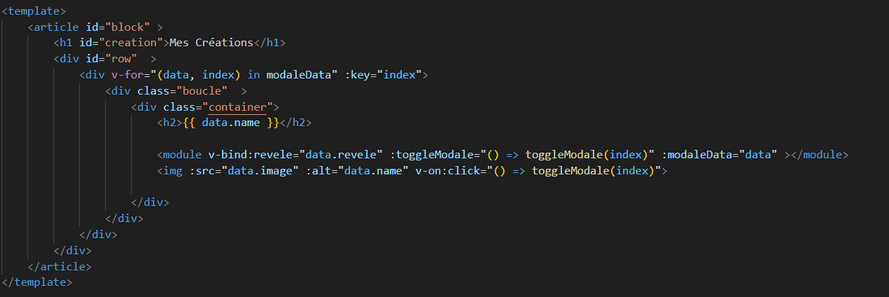 <template>
<article id="block" >
<h1 id="creation">Mes Créations</h1>
<div id="row"  >
<div v-for="(data, index) in modaleData" :key="index">
<div class="boucle"  >
<div class="container">
<h2>{{ data.name }}</h2>
<module v-bind:revele="data.revele" :toggleModale="() => toggleModale(index)" :modaleData="data" ></module>
<img :src="data.image" :alt="data.name" v-on:click="() => toggleModale(index)">
</div>
</div>
</div>
</div>
</article>
</template>